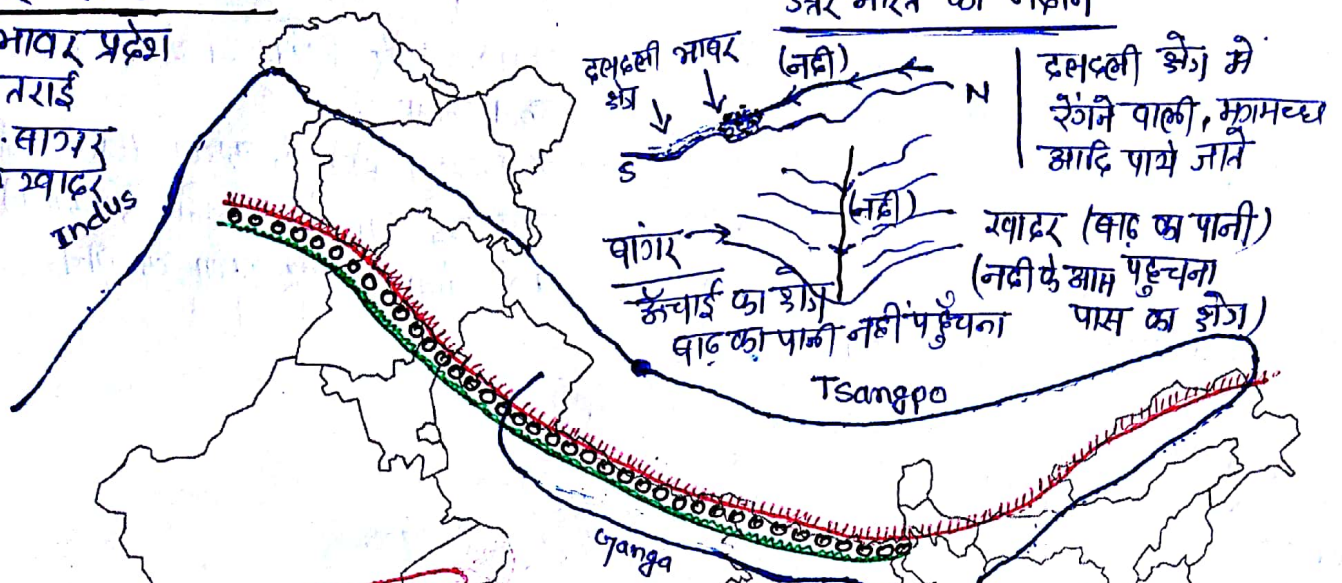 उत्तर भारत का मैदान
भावर प्रदेश
तराई
बागर
खादर
Indus
दलदली भावर (नदी)
क्षेत्र
N
S
दलदली क्षेत्र में
रेंगने वाली, मगमच्छ
आदि पाये जाते
(नदी)
बांगर
ऊँचाई का क्षेत्र
बाढ़ का पानी नहीं पहुँचना
खादर (बाढ़ का पानी)
(नदी के आस पहुचना
पास का क्षेत्र)
Tsangpo
Ganga